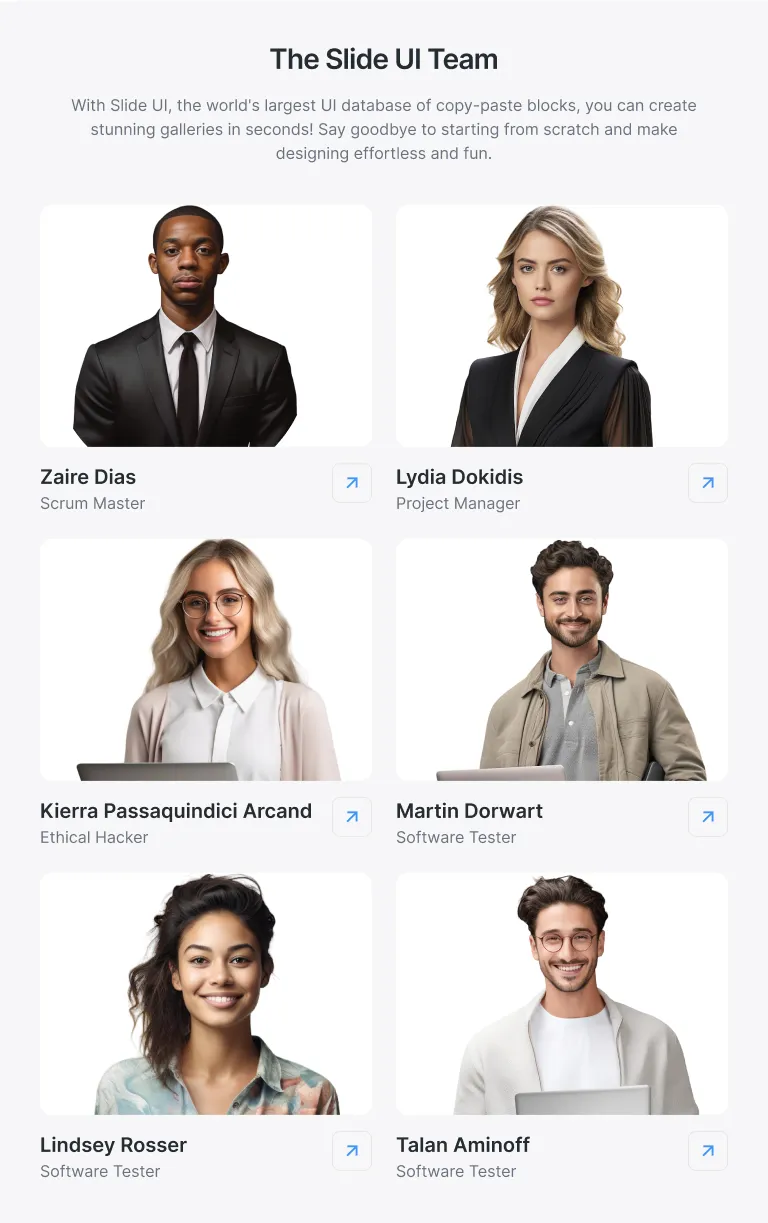 The Slide UI Team
With Slide UI, the world's largest UI database of copy-paste blocks, you can create
stunning galleries in seconds! Say goodbye to starting from scratch and make
designing effortless and fun.
Zaire Dias
Scrum Master
Lydia Dokidis
Project Manager
Kierra Passaquindici Arcand
Ethical Hacker
Martin Dorwart
Software Tester
Lindsey Rosser
Software Tester
Talan Aminoff
Software Tester